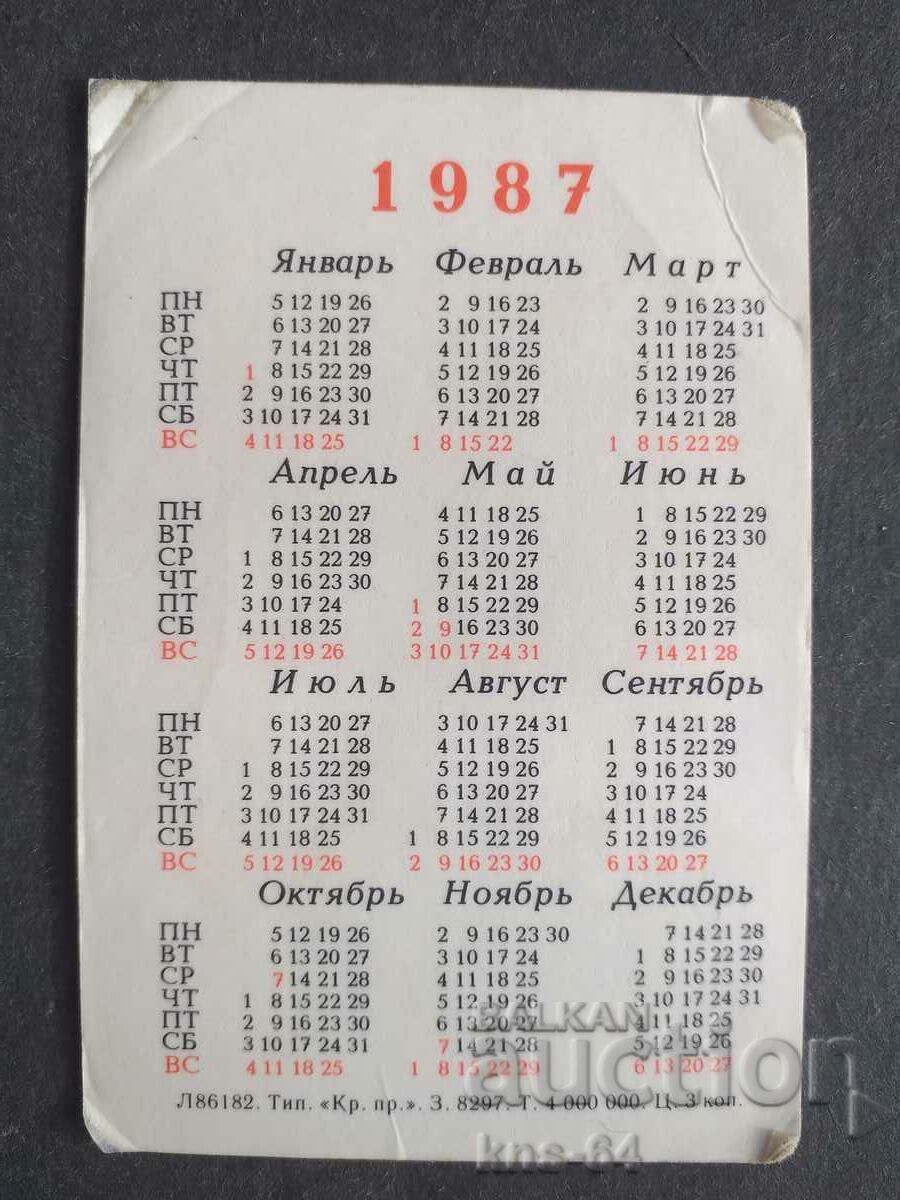 1987
Январь Февраль Март
ПН 5 12 19 26 2 9 16 23 2 9 16 23 30
ВТ 6 13 20 27 3 10 17 24 3 10 17 24 31
СР 7 14 21 28 4 11 18 25 4 11 18 25
ЧТ 1 8 15 22 29 5 12 19 26 5 12 19 26
ПТ 2 9 16 23 30 6 13 20 27 6 13 20 27
СБ 3 10 17 24 31 7 14 21 28 7 14 21 28
ВС 4 11 18 25 1 8 15 22 1 8 15 22 29
Апрель Май Июнь
ПН 6 13 20 27 4 11 18 25 1 8 15 22 29
ВТ 7 14 21 28 5 12 19 26 2 9 16 23 30
СР 1 8 15 22 29 6 13 20 27 3 10 17 24
ЧТ 2 9 16 23 30 7 14 21 28 4 11 18 25
ПТ 3 10 17 24 1 8 15 22 29 5 12 19 26
СБ 4 11 18 25 2 9 16 23 30 6 13 20 27
ВС 5 12 19 26 3 10 17 24 31 7 14 21 28
Июль Август Сентябрь
ПН 6 13 20 27 3 10 17 24 31 7 14 21 28
ВТ 7 14 21 28 4 11 18 25 1 8 15 22 29
СР 1 8 15 22 29 5 12 19 26 2 9 16 23 30
ЧТ 2 9 16 23 30 6 13 20 27 3 10 17 24
ПТ 3 10 17 24 31 7 14 21 28 4 11 18 25
СБ 4 11 18 25 1 8 15 22 29 5 12 19 26
ВС 5 12 19 26 2 9 16 23 30 6 13 20 27
Октябрь Ноябрь Декабрь
ПН 5 12 19 26 2 9 16 23 30 7 14 21 28
ВТ 6 13 20 27 3 10 17 24 1 8 15 22 29
СР 7 14 21 28 4 11 18 25 2 9 16 23 30
ЧТ 1 8 15 22 29 5 12 19 26 3 10 17 24 31
ПТ 2 9 16 23 30 6 13 20 27 4 11 18 25
СБ 3 10 17 24 31 7 14 21 28 5 12 19 26
ВС 4 11 18 25 1 8 15 22 29 6 13 20 27
Л86182. Тип. «Кр. пр.». З. 8297. Т. 4 000 000. Ц. 3 коп.
BALKAN
auction
kns-64